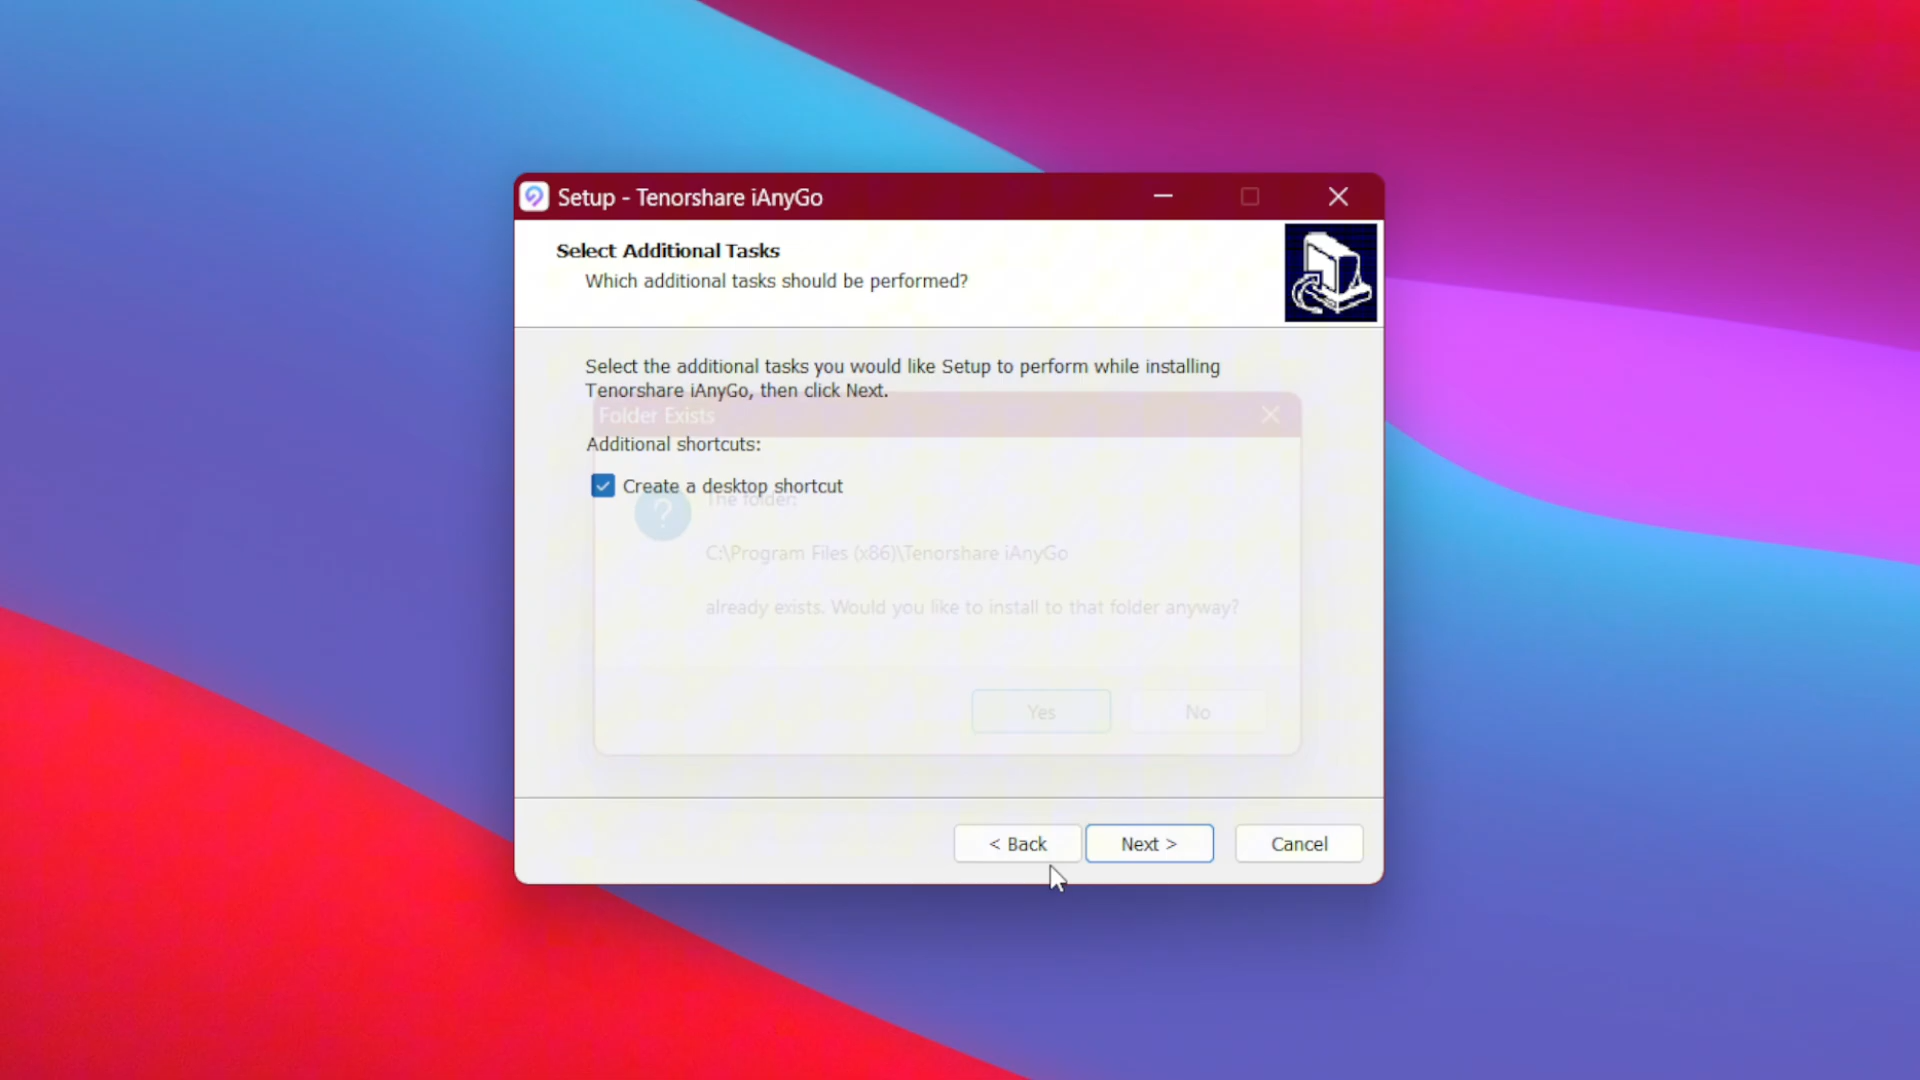 Setup - Tenorshare iAnyGo
Select Additional Tasks
Which additional tasks should be performed?
Select the additional tasks you would like Setup to perform while installing
Tenorshare iAnyGo, then click Next.
Folder Exists
Additional shortcuts:
Create a desktop shortcut
The folder:
C:\Program Files (x86)\Tenorshare iAnyGo
already exists. Would you like to install to that folder anyway?
Yes
No
< Back
Next >
Cancel